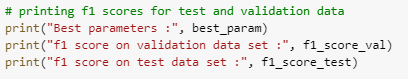 # printing f1 scores for test and validation data
print("Best parameters :", best_param)
print("f1 score on validation data set :", f1_score_val)
print("f1 score on test data set :", f1_score_test)